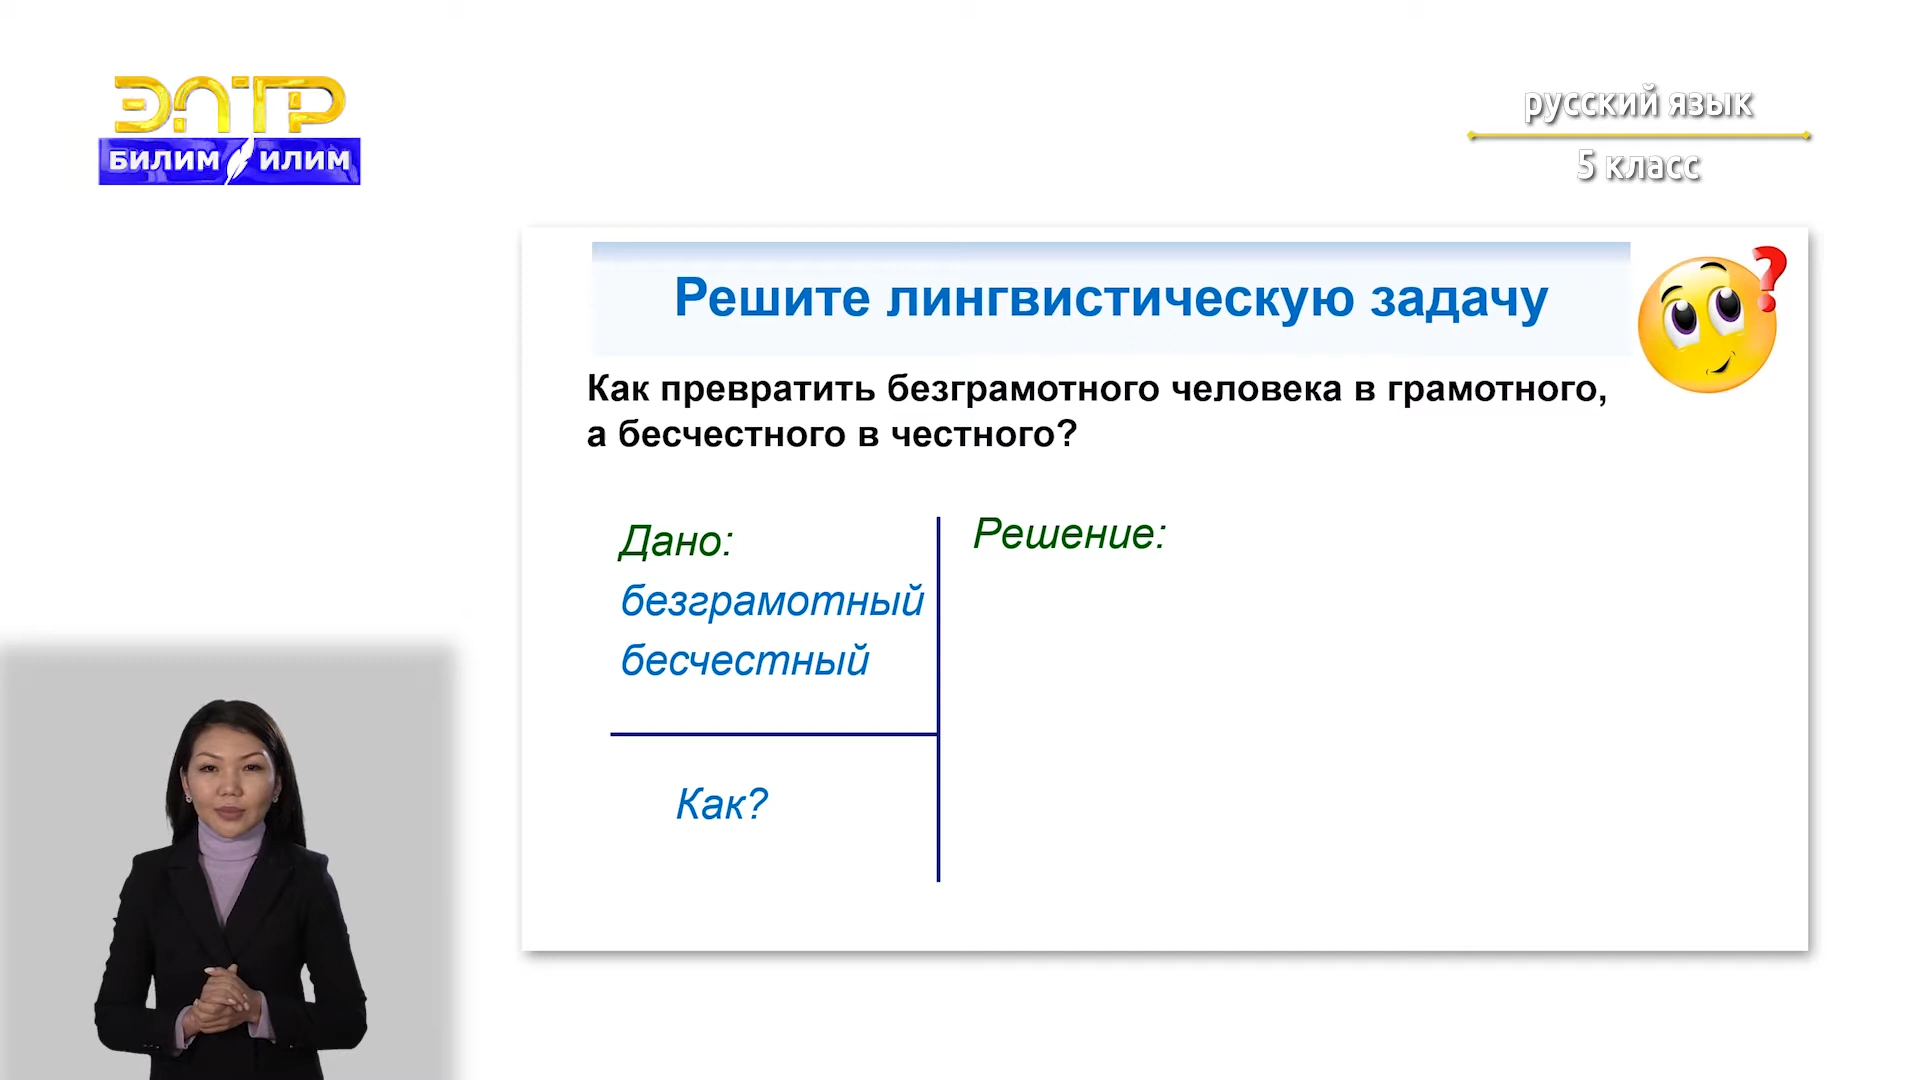 ЭЛТР
БИЛИМ ИЛИМ
русский язык
5 класс
Решите лингвистическую задачу
?
Как превратить безграмотного человека в грамотного,
а бесчестного в честного?
Дано:
безграмотный
бесчестный
Как?
Решение: